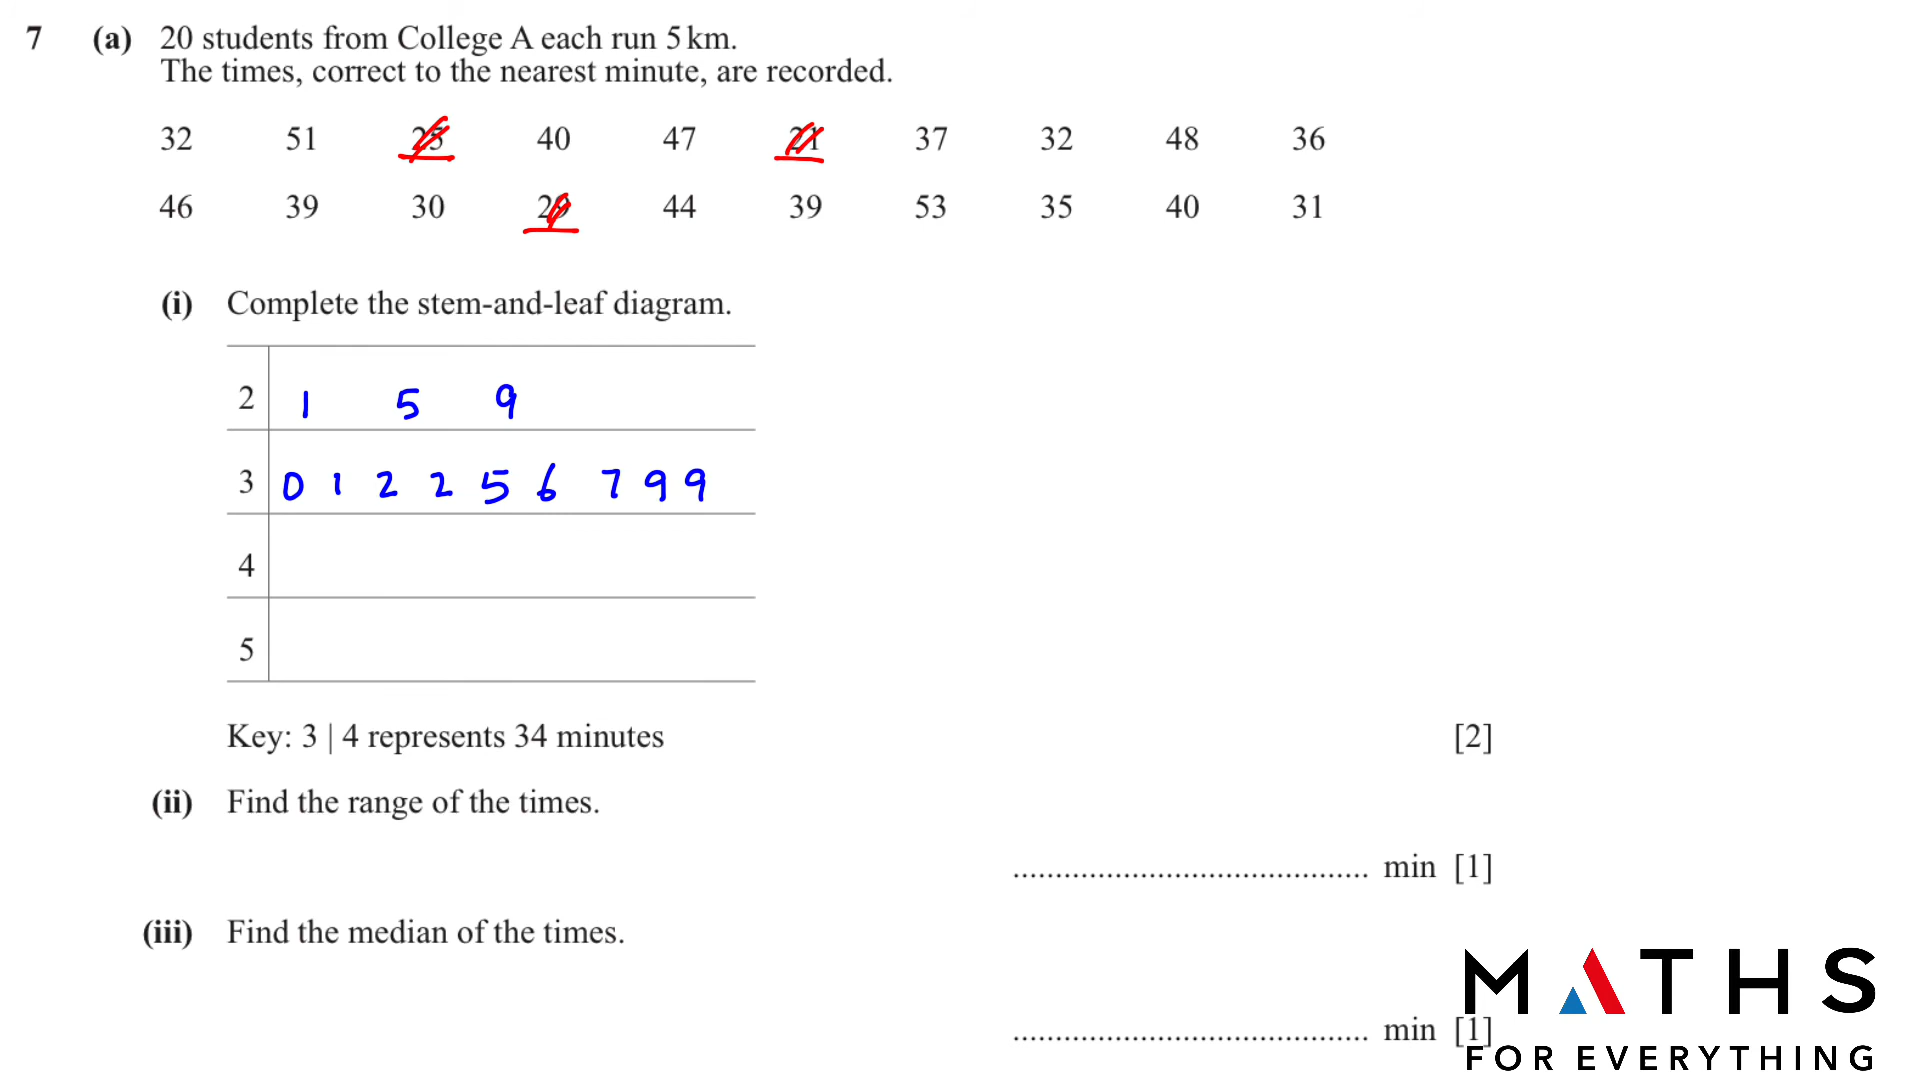 7 (a) 20 students from College A each run 5 km.
The times, correct to the nearest minute, are recorded.
32 51 25 40 47 21 37 32 48 36
46 39 30 29 44 39 53 35 40 31
(i) Complete the stem-and-leaf diagram.
2 1 5 9
3 0 1 2 2 5 6 7 9 9
4
5
Key: 3 | 4 represents 34 minutes [2]
(ii) Find the range of the times.
.......................................... min [1]
(iii) Find the median of the times.
.......................................... min [1]
MATHS
FOR EVERYTHING